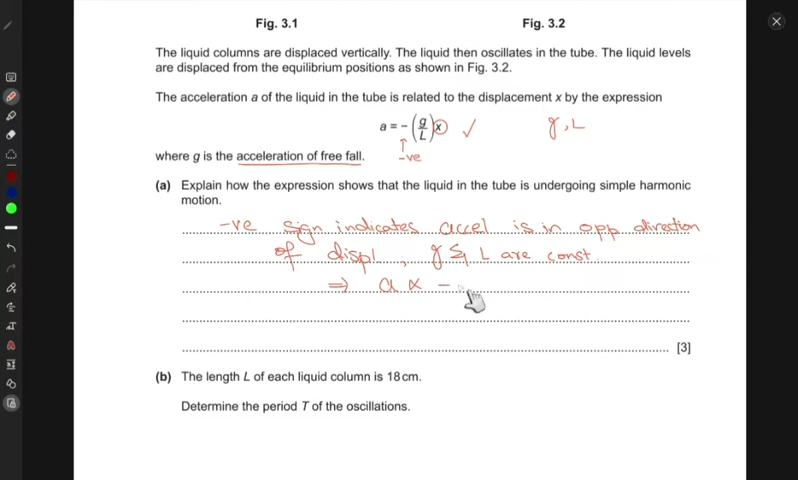 Fig. 3.1 Fig. 3.2
The liquid columns are displaced vertically. The liquid then oscillates in the tube. The liquid levels
are displaced from the equilibrium positions as shown in Fig. 3.2.
The acceleration a of the liquid in the tube is related to the displacement x by the expression
a = – (g/L) x ✓ g, L
where g is the acceleration of free fall. ↑ -ve
(a) Explain how the expression shows that the liquid in the tube is undergoing simple harmonic
motion.
-ve sign indicates accel is in opp direction
of displ, g & L are const
⇒ a ∝ -
[3]
(b) The length L of each liquid column is 18 cm.
Determine the period T of the oscillations.